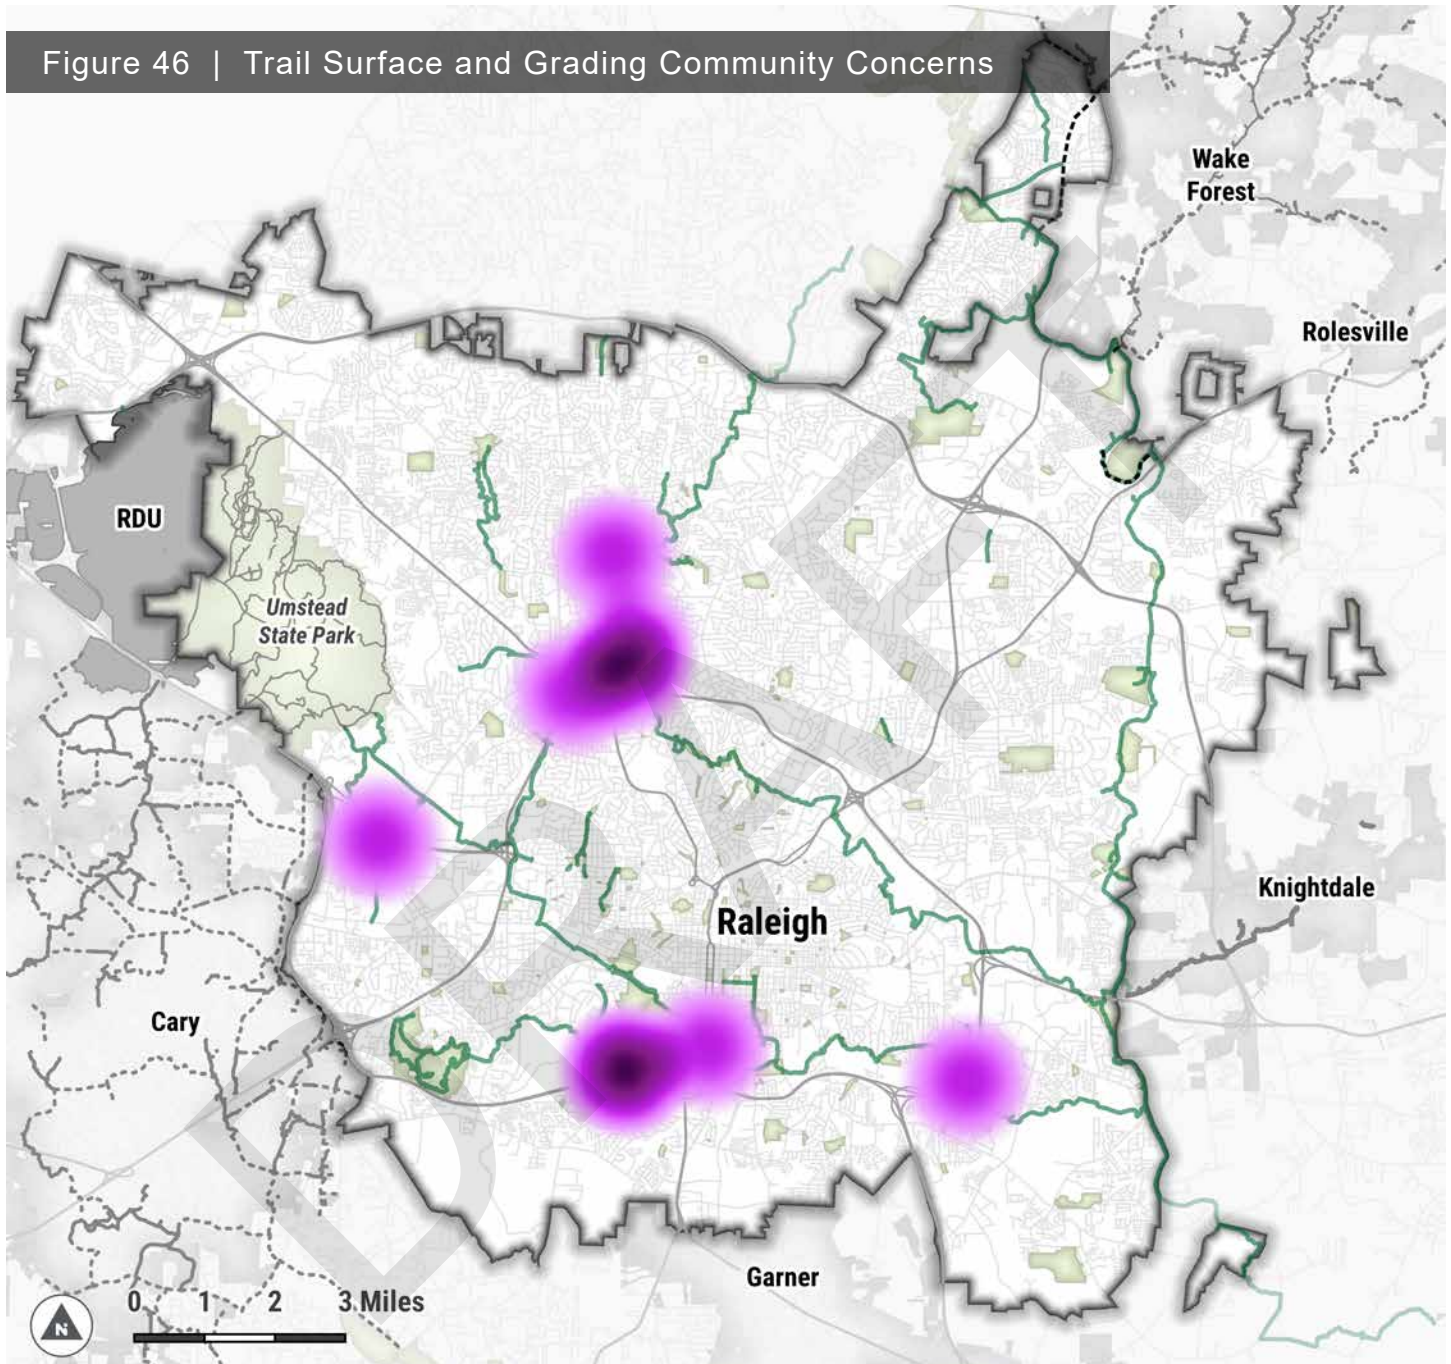 Figure 46 | Trail Surface and Grading Community Concerns
Wake
Forest
Rolesville
RDU
Umstead
State Park
Raleigh
Knightdale
Cary
Garner
0 1 2 3 Miles
N
DRAFT